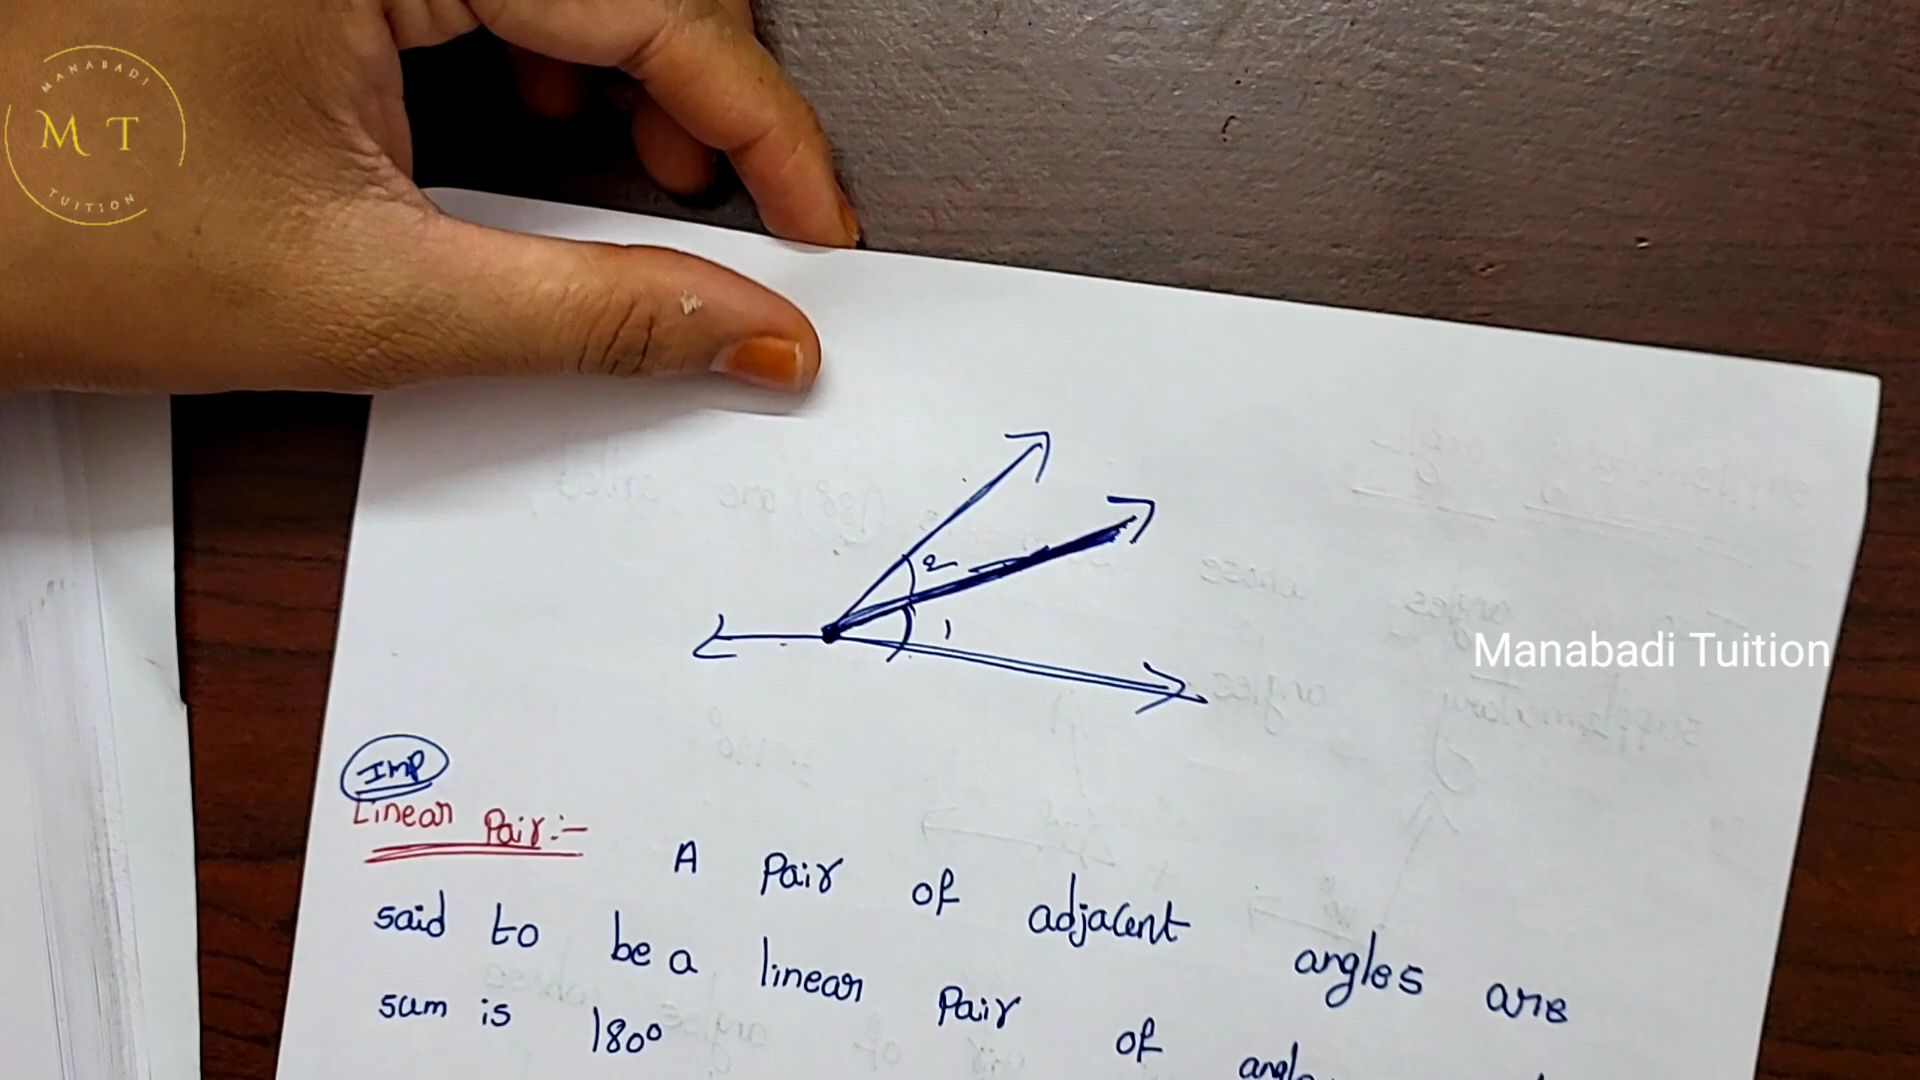 MANABADI
M T
TUITION
2
1
Manabadi Tuition
Imp
Linear Pair:-
A Pair of adjacent angles are
said to be a linear Pair of
sum is 180°